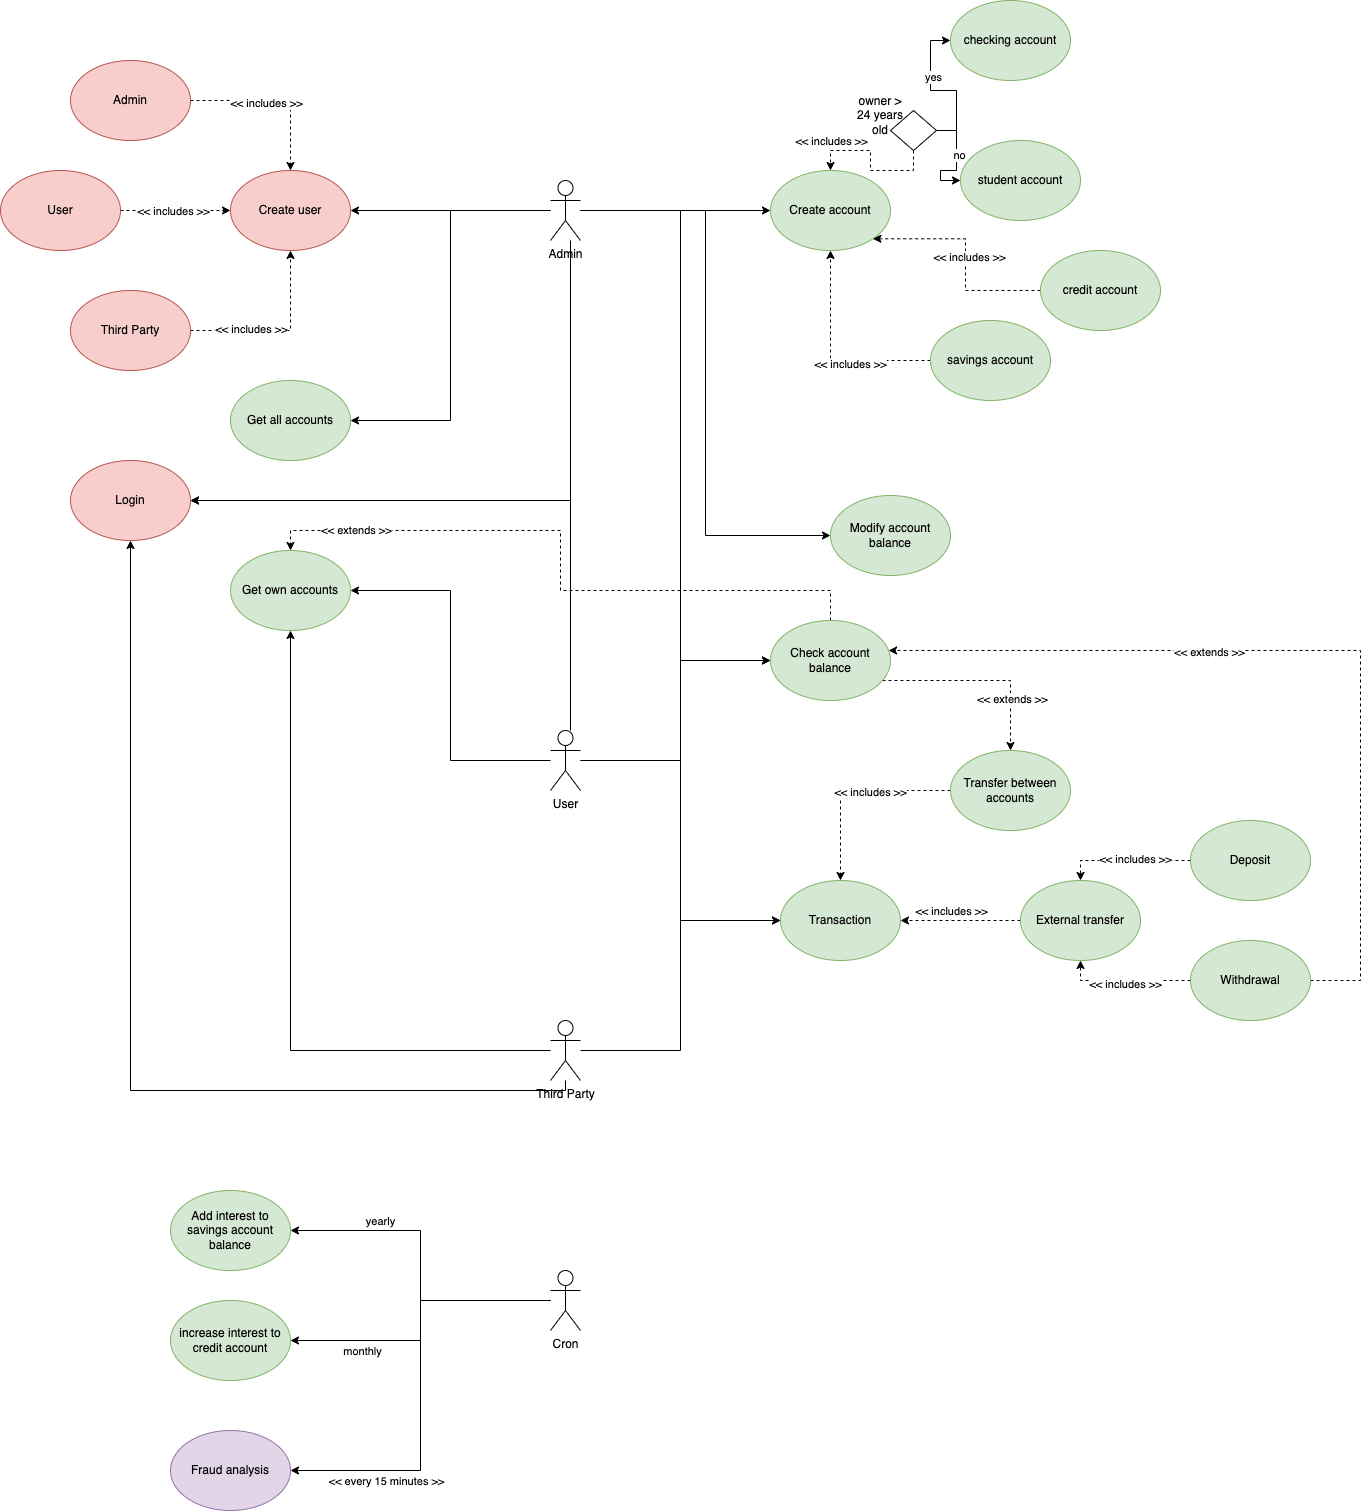 checking account
yes
owner >
24 years
old
Admin
<< includes >>
<< includes >>
no
student account
User
<< includes >>
Create user
Create account
Admin
<< includes >>
credit account
Third Party
<< includes >>
savings account
<< includes >>
Get all accounts
Login
<< extends >>
Modify account
balance
Get own accounts
Check account
balance
<< extends >>
<< extends >>
Transfer between
accounts
<< includes >>
User
<< includes >>
Deposit
<< includes >>
Transaction
External transfer
<< includes >>
Withdrawal
Third Party
Add interest to
savings account
balance
yearly
increase interest to
credit account
monthly
Cron
Fraud analysis
<< every 15 minutes >>